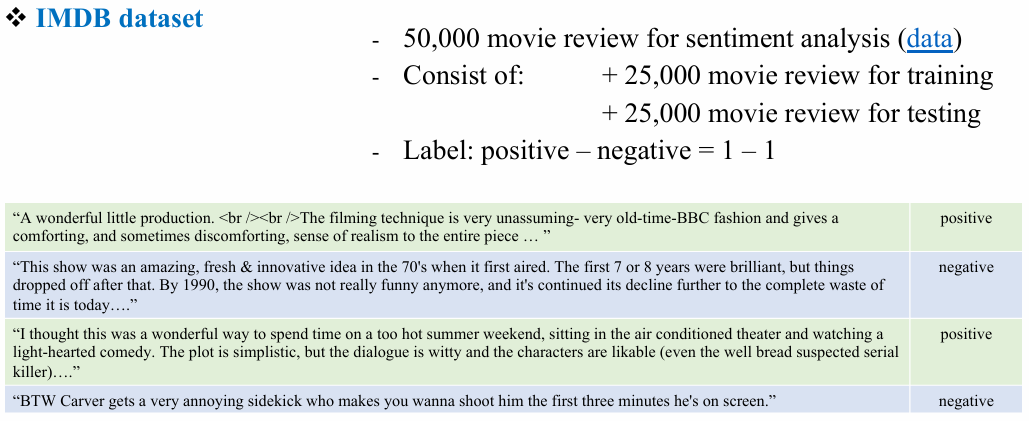 ❖ IMDB dataset
- 50,000 movie review for sentiment analysis (data)
- Consist of: + 25,000 movie review for training
+ 25,000 movie review for testing
- Label: positive – negative = 1 – 1
“A wonderful little production. <br /><br />The filming technique is very unassuming- very old-time-BBC fashion and gives a
comforting, and sometimes discomforting, sense of realism to the entire piece … ”
positive
“This show was an amazing, fresh & innovative idea in the 70's when it first aired. The first 7 or 8 years were brilliant, but things
dropped off after that. By 1990, the show was not really funny anymore, and it's continued its decline further to the complete waste of
time it is today….”
negative
“I thought this was a wonderful way to spend time on a too hot summer weekend, sitting in the air conditioned theater and watching a
light-hearted comedy. The plot is simplistic, but the dialogue is witty and the characters are likable (even the well bread suspected serial
killer)….”
positive
“BTW Carver gets a very annoying sidekick who makes you wanna shoot him the first three minutes he's on screen.”
negative